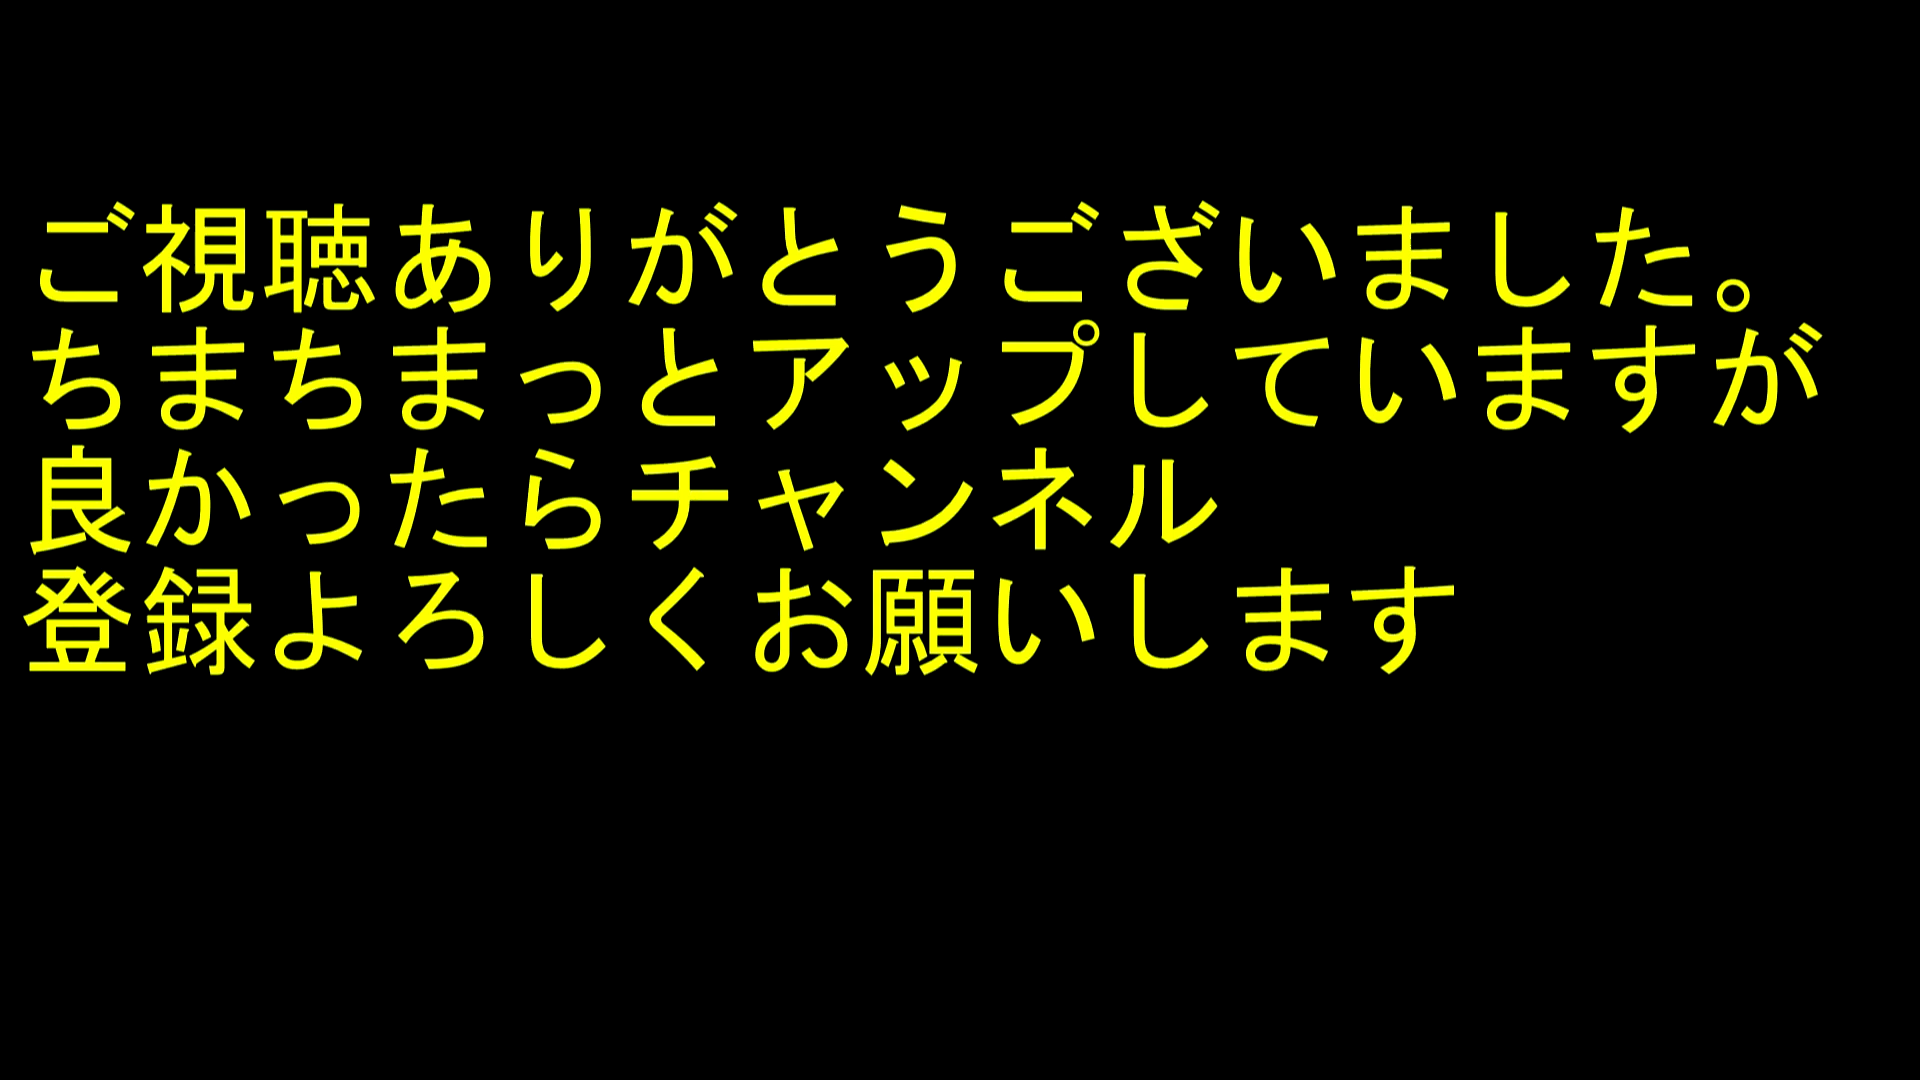 ご視聴ありがとうございました。
ちまちまっとアップしていますが
良かったらチャンネル
登録よろしくお願いします